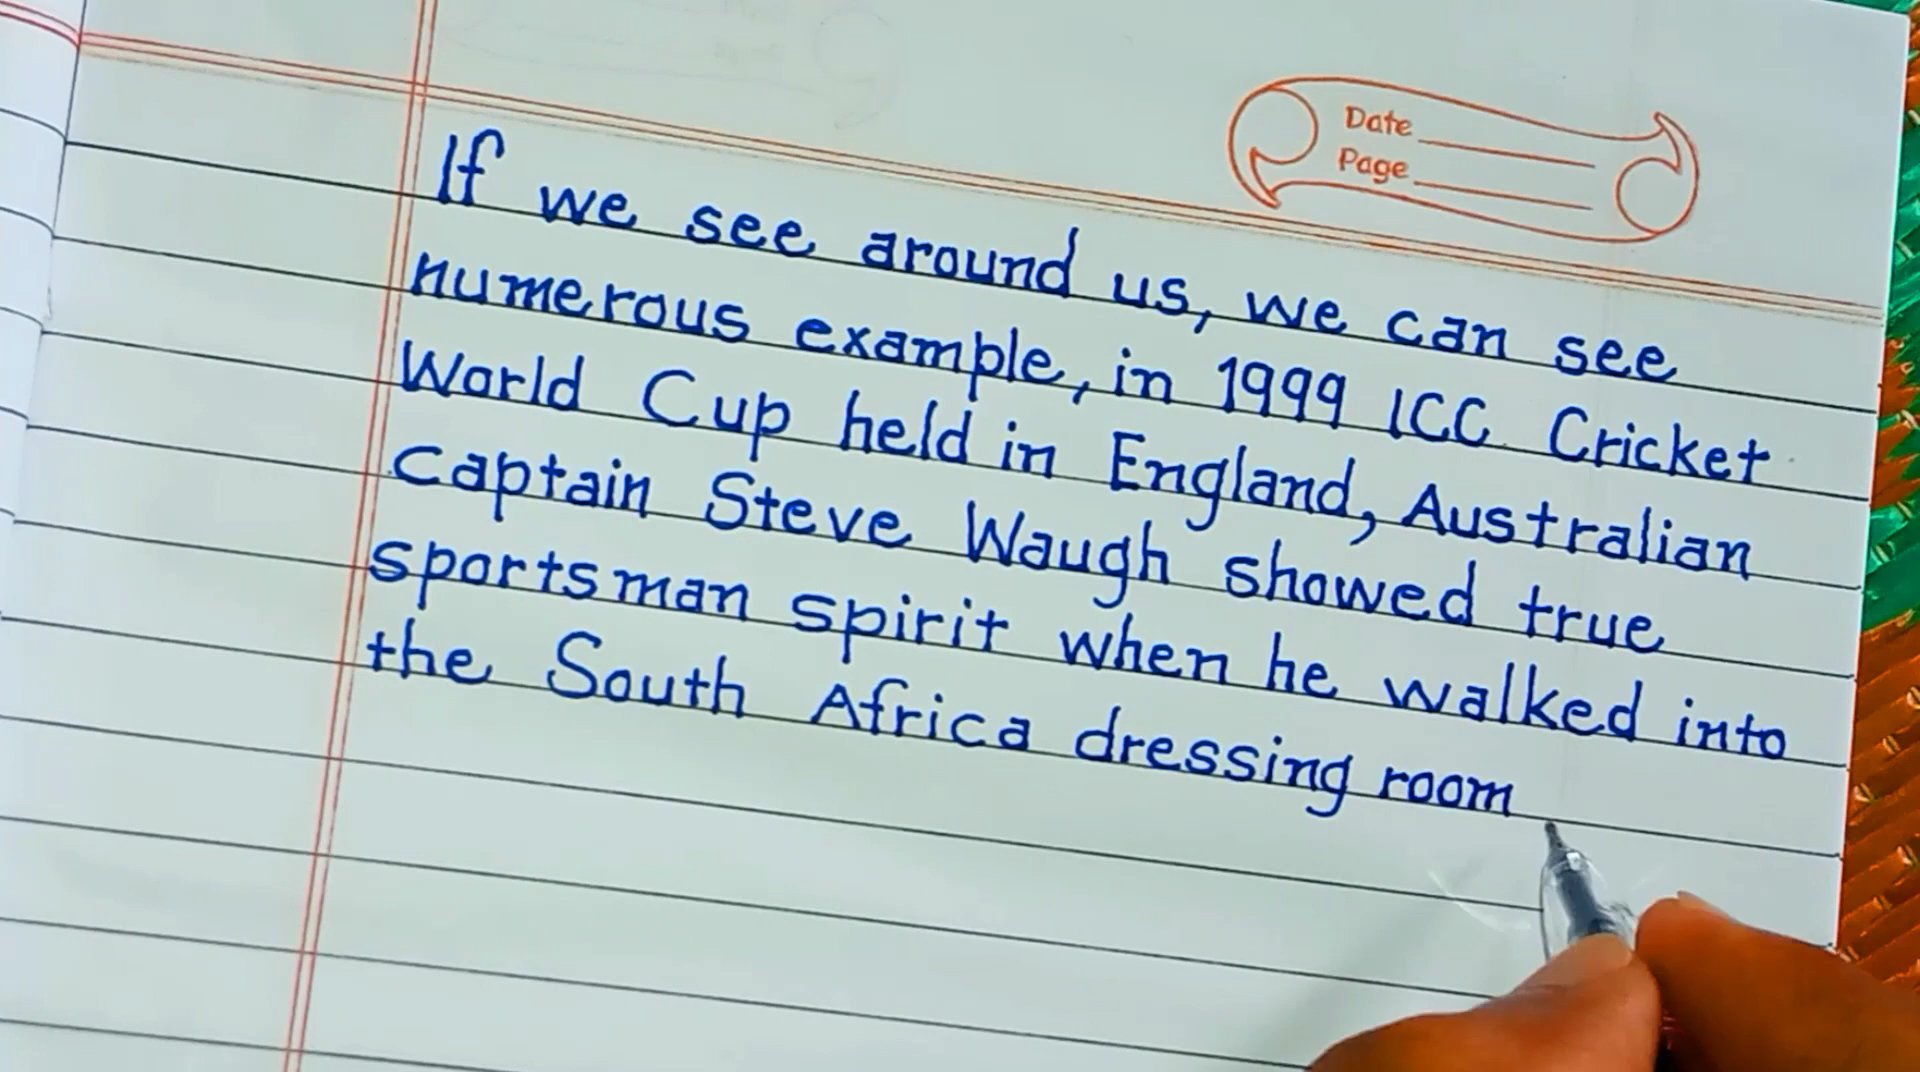 Date
Page
If we see around us, we can see
numerous example, in 1999 ICC Cricket
World Cup held in England, Australian
captain Steve Waugh showed true
sportsman spirit when he walked into
the South Africa dressing room